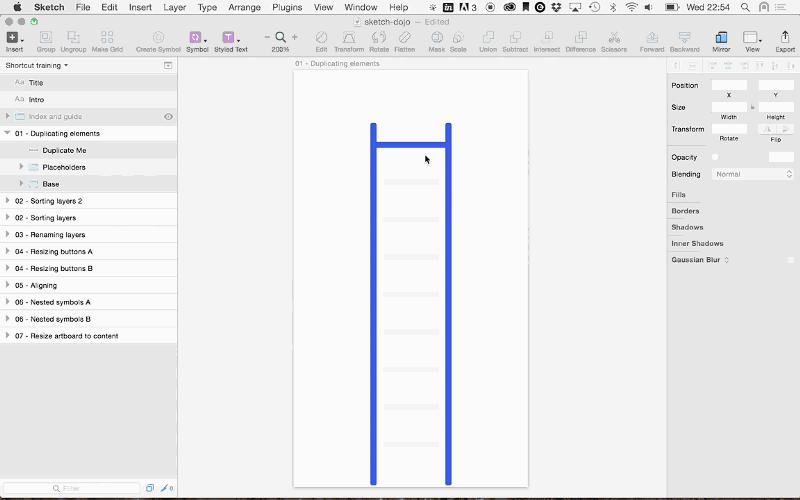 Sketch File Edit Insert Layer Type Arrange Plugins View Window Help 3 Wed 22:54
sketch-dojo — Edited
Insert Group Ungroup Make Grid Create Symbol Symbol Styled Text 200% Edit Transform Rotate Flatten Mask Scale Union Subtract Intersect Difference Scissors Forward Backward Mirror View Export
Shortcut training
Aa Title
Aa Intro
Index and guide
01 - Duplicating elements
Duplicate Me
Placeholders
Base
02 - Sorting layers 2
02 - Sorting layers
03 - Renaming layers
04 - Resizing buttons A
04 - Resizing buttons B
05 - Aligning
06 - Nested symbols A
06 - Nested symbols B
07 - Resize artboard to content
Filter 0
01 - Duplicating elements
Position
X Y
Size
Width Height
Transform
Rotate Flip
Opacity
Blending Normal
Fills
Borders
Shadows
Inner Shadows
Gaussian Blur